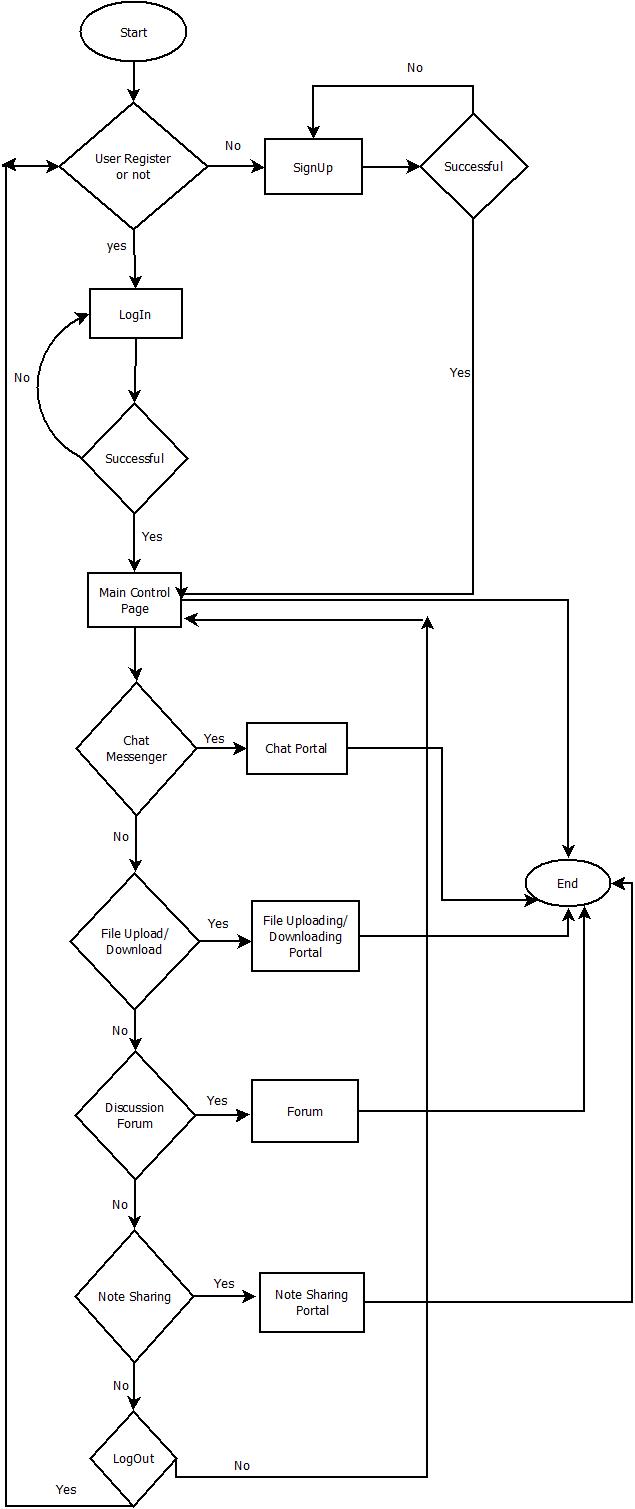 Start
No
User Register
or not
No
SignUp
Successful
yes
LogIn
No
Yes
Successful
Yes
Main Control
Page
Chat
Messenger
Yes
Chat Portal
No
End
File Upload/
Download
Yes
File Uploading/
Downloading
Portal
No
Discussion
Forum
Yes
Forum
No
Note Sharing
Yes
Note Sharing
Portal
No
LogOut
No
Yes